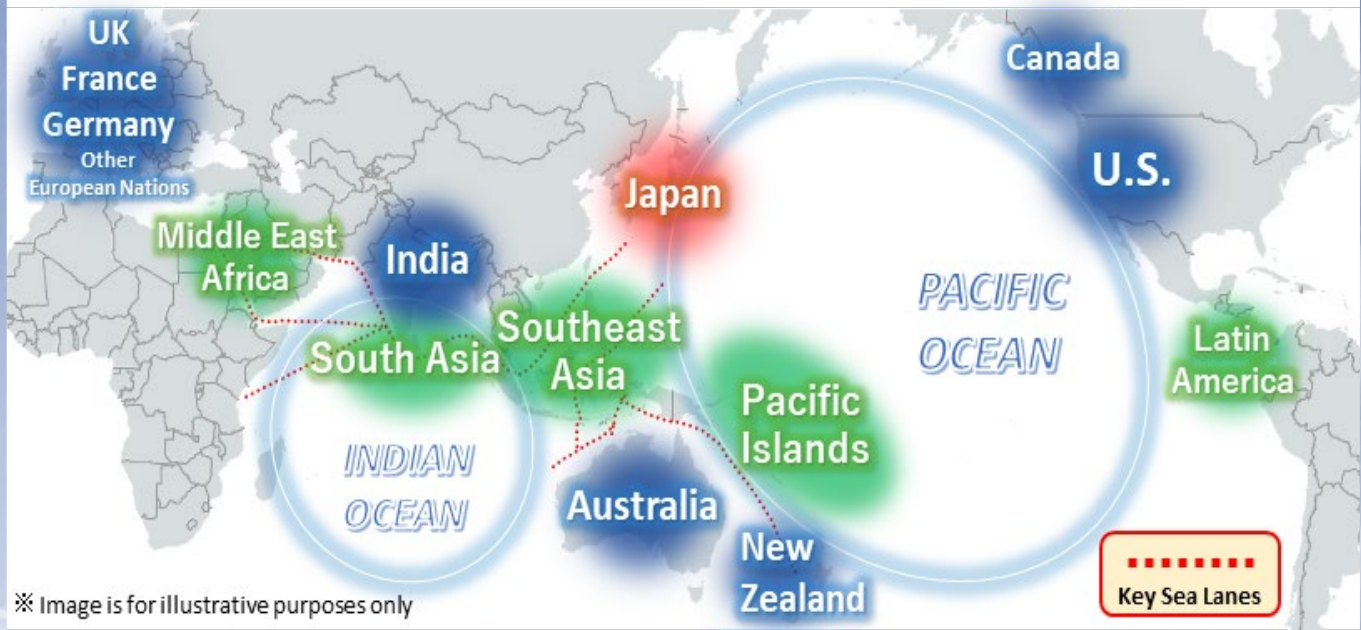 UK
France
Germany
Other
European Nations
Canada
U.S.
Japan
Middle East
Africa
India
PACIFIC
OCEAN
Southeast
Asia
South Asia
Latin
America
Pacific
Islands
INDIAN
OCEAN
Australia
New
Zealand
Key Sea Lanes
※ Image is for illustrative purposes only